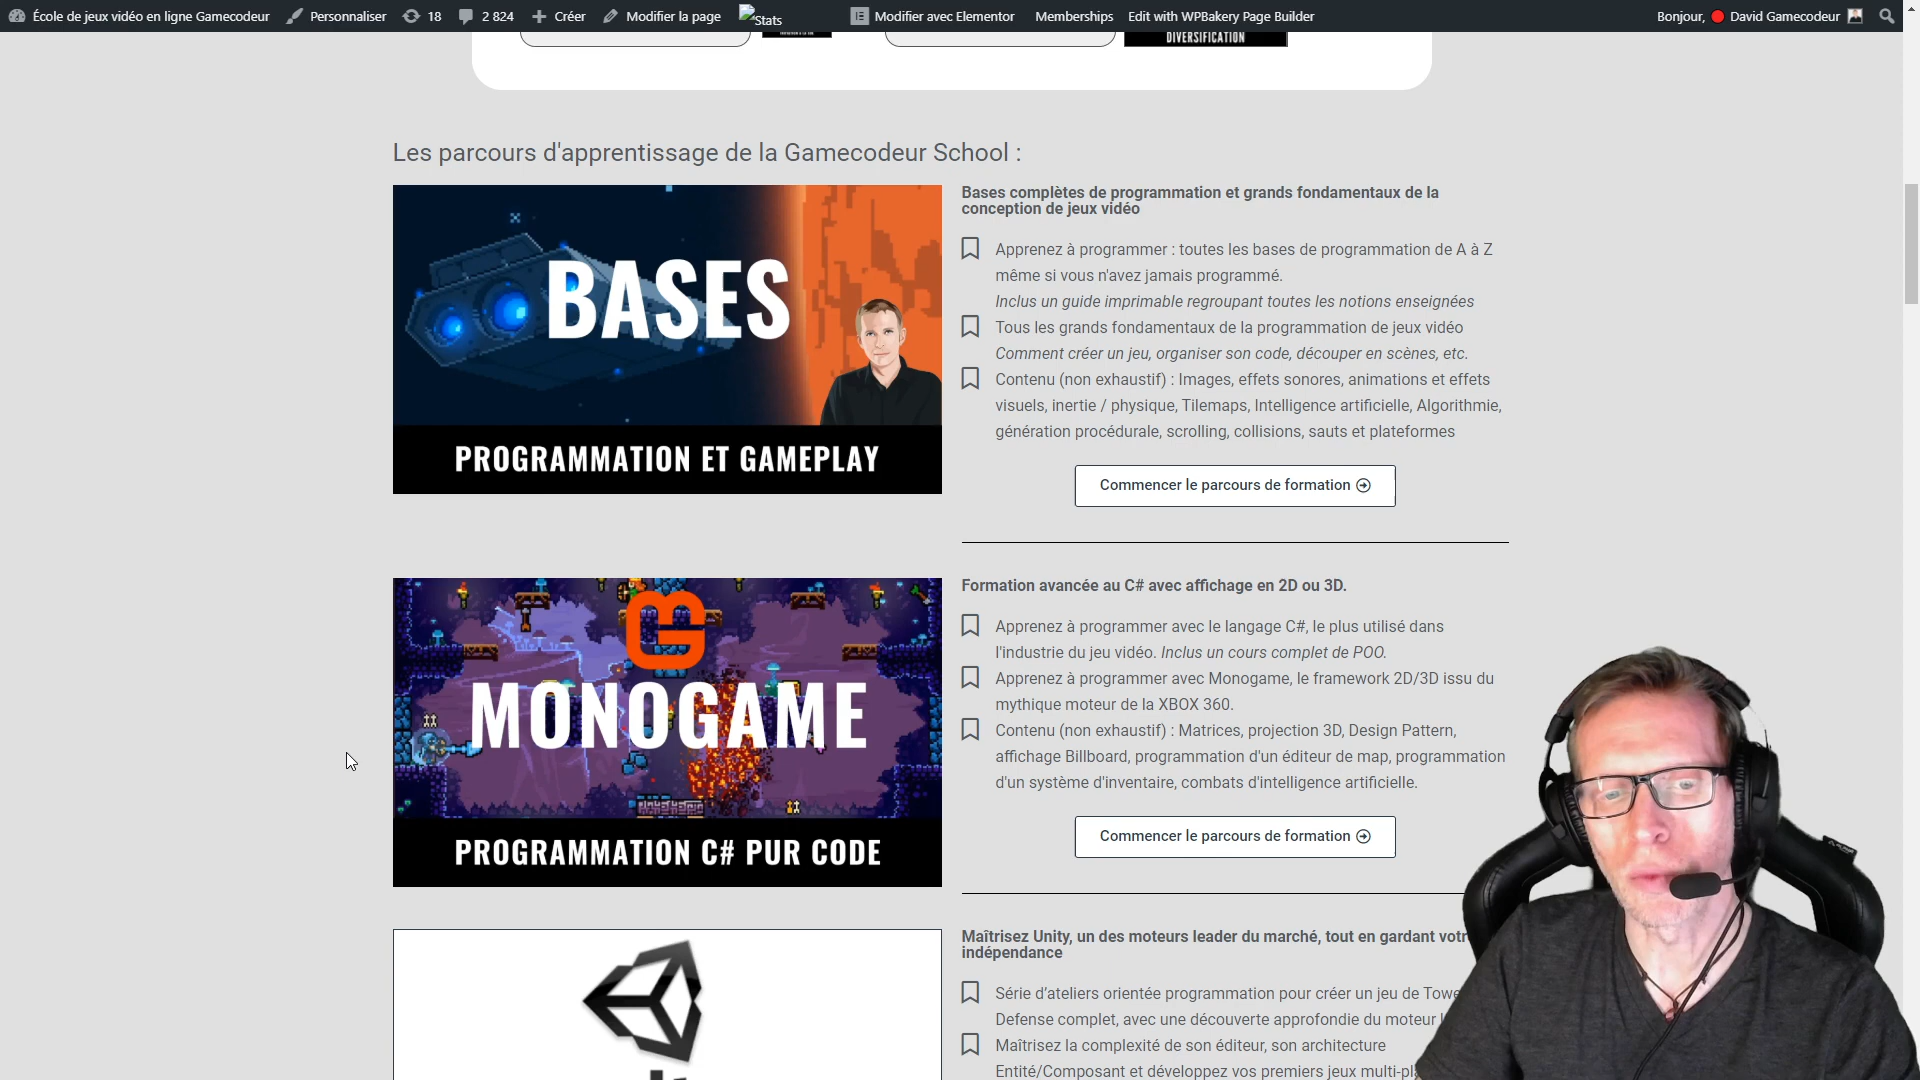 École de jeux vidéo en ligne Gamecodeur Personnaliser 18 2 824 Créer Modifier la page Stats Modifier avec Elementor Memberships Edit with WPBakery Page Builder Bonjour, David Gamecodeur
DIVERSIFICATION
Les parcours d'apprentissage de la Gamecodeur School :
BASES
PROGRAMMATION ET GAMEPLAY
Bases complètes de programmation et grands fondamentaux de la
conception de jeux vidéo
Apprenez à programmer : toutes les bases de programmation de A à Z
même si vous n'avez jamais programmé.
Inclus un guide imprimable regroupant toutes les notions enseignées
Tous les grands fondamentaux de la programmation de jeux vidéo
Comment créer un jeu, organiser son code, découper en scènes, etc.
Contenu (non exhaustif) : Images, effets sonores, animations et effets
visuels, inertie / physique, Tilemaps, Intelligence artificielle, Algorithmie,
génération procédurale, scrolling, collisions, sauts et plateformes
Commencer le parcours de formation
MONOGAME
PROGRAMMATION C# PUR CODE
Formation avancée au C# avec affichage en 2D ou 3D.
Apprenez à programmer avec le langage C#, le plus utilisé dans
l'industrie du jeu vidéo. Inclus un cours complet de POO.
Apprenez à programmer avec Monogame, le framework 2D/3D issu du
mythique moteur de la XBOX 360.
Contenu (non exhaustif) : Matrices, projection 3D, Design Pattern,
affichage Billboard, programmation d'un éditeur de map, programmation
d'un système d'inventaire, combats d'intelligence artificielle.
Commencer le parcours de formation
Maîtrisez Unity, un des moteurs leader du marché, tout en gardant votr
indépendance
Série d'ateliers orientée programmation pour créer un jeu de Towe
Defense complet, avec une découverte approfondie du moteur
Maîtrisez la complexité de son éditeur, son architecture
Entité/Composant et développez vos premiers jeux multi-pl